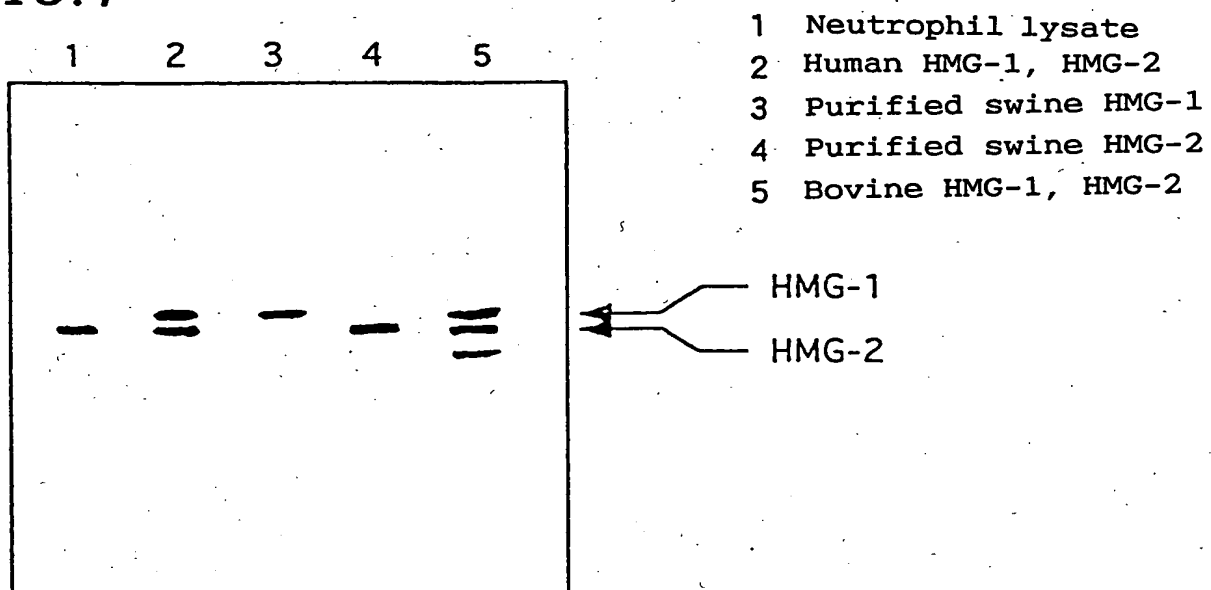 1 2 3 4 5
1 Neutrophil lysate
2 Human HMG-1, HMG-2
3 Purified swine HMG-1
4 Purified swine HMG-2
5 Bovine HMG-1, HMG-2
HMG-1
HMG-2